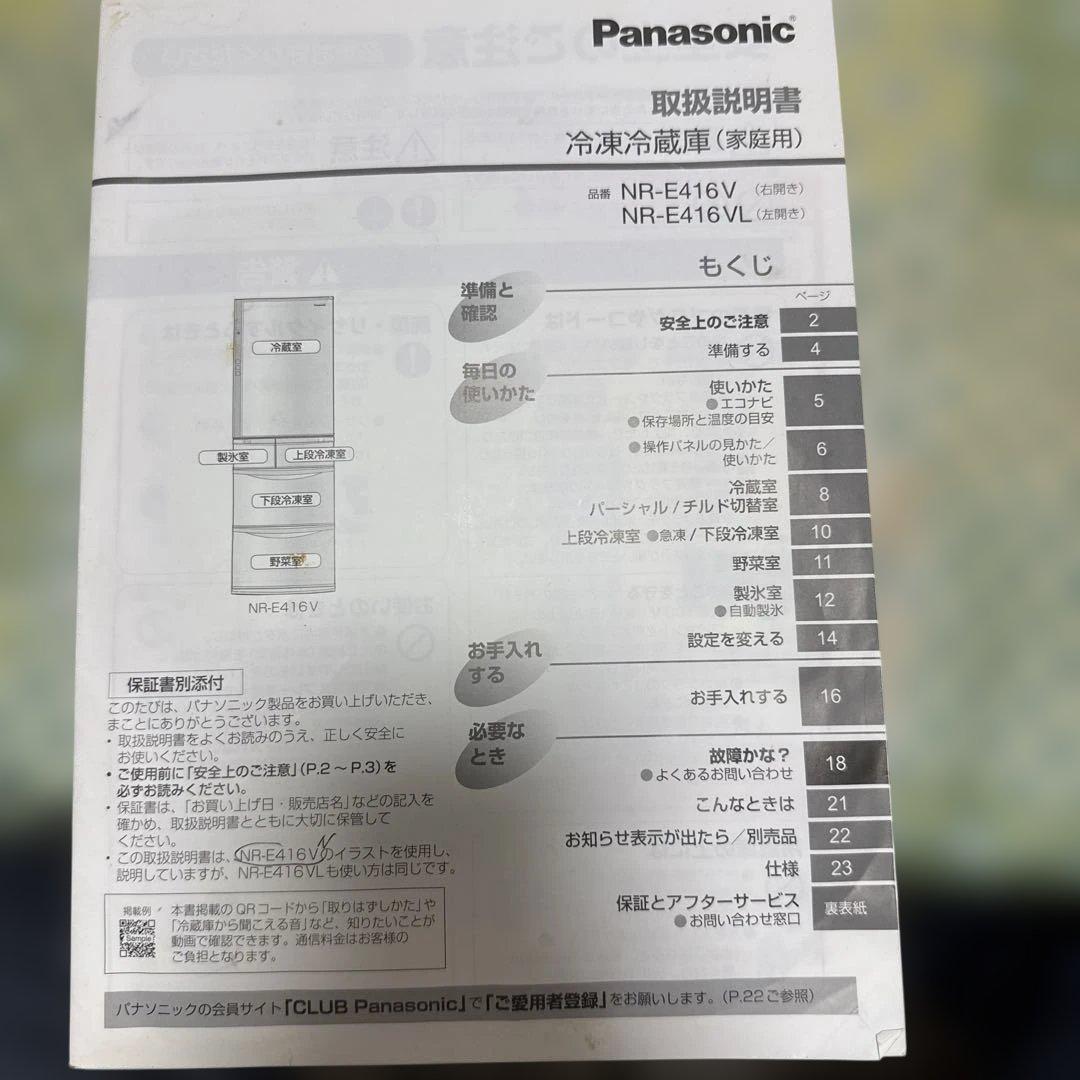 Panasonic®
取扱説明書
冷凍冷蔵庫(家庭用)
品番 NR-E416V (右開き)
NR-E416VL(左開き)
もくじ
ページ
準備と
確認
安全上のご注意 2
準備する 4
毎日の
使いかた
使いかた
●エコナビ
●保存場所と温度の目安
5
●操作パネルの見かた/
使いかた
6
冷蔵室
パーシャル/チルド切替室
8
上段冷凍室 ●急凍/下段冷凍室 10
野菜室 11
製氷室
●自動製氷
12
設定を変える 14
お手入れ
する
お手入れする 16
必要な
とき
故障かな?
●よくあるお問い合わせ
18
こんなときは 21
お知らせ表示が出たら/別売品 22
仕様 23
保証とアフターサービス
●お問い合わせ窓口
裏表紙
Panasonic
冷蔵室
製氷室
上段冷凍室
下段冷凍室
野菜室
NR-E416V
保証書別添付
このたびは、パナソニック製品をお買い上げいただき、
まことにありがとうございます。
・取扱説明書をよくお読みのうえ、正しく安全に
お使いください。
・ご使用前に「安全上のご注意」(P.2～P.3)を
必ずお読みください。
・保証書は、「お買い上げ日・販売店名」などの記入を
確かめ、取扱説明書とともに大切に保管して
ください。
N
・この取扱説明書は、NR-E416Vのイラストを使用し、
説明していますが、NR-E416VLも使い方は同じです。
掲載例
Sample
本書掲載のQRコードから「取りはずしかた」や
「冷蔵庫から聞こえる音」など、知りたいことが
動画で確認できます。通信料金はお客様の
ご負担となります。
パナソニックの会員サイト「CLUB Panasonic」で「ご愛用者登録」をお願いします。(P.22ご参照)